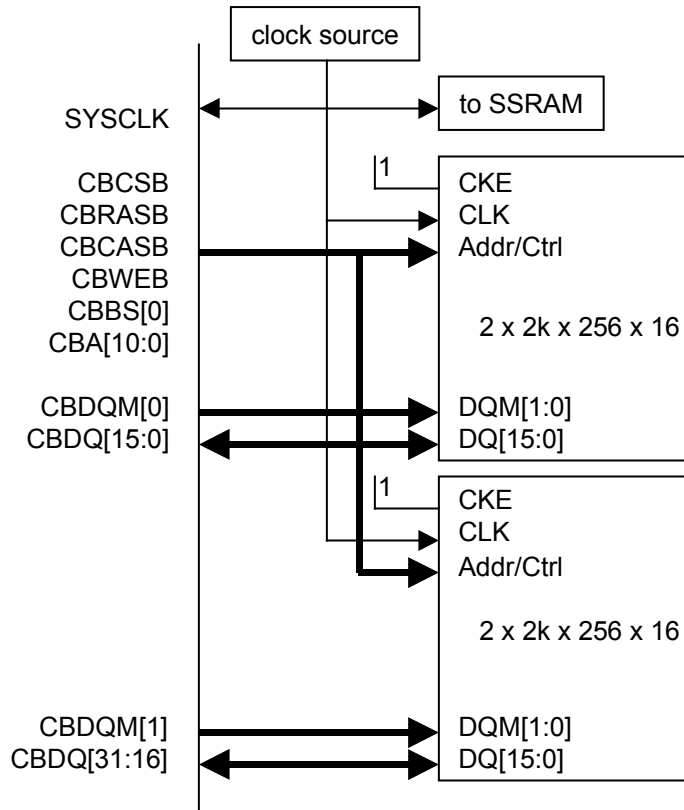 clock source
SYSCLK
to SSRAM
CBCSB
CBRASB
CBCASB
CBWEB
CBBS[0]
CBA[10:0]
1
CKE
CLK
Addr/Ctrl
2 x 2k x 256 x 16
CBDQM[0]
CBDQ[15:0]
DQM[1:0]
DQ[15:0]
1
CKE
CLK
Addr/Ctrl
2 x 2k x 256 x 16
CBDQM[1]
CBDQ[31:16]
DQM[1:0]
DQ[15:0]